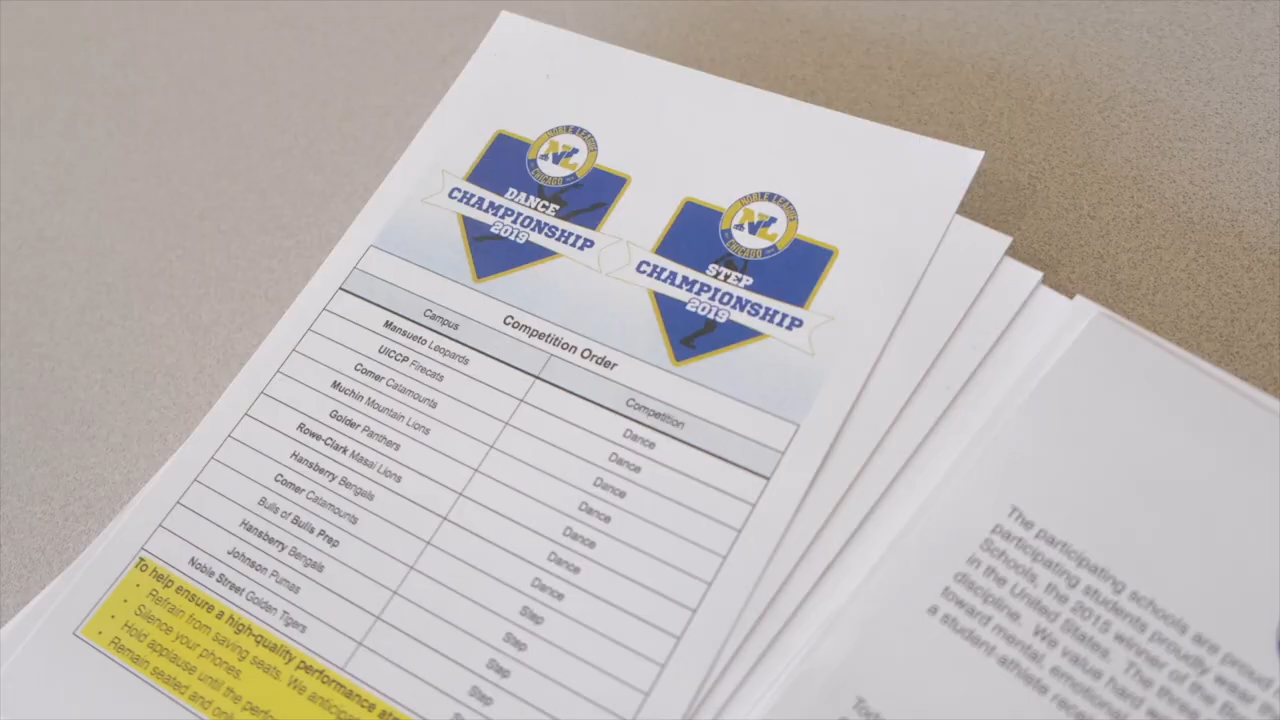 NOBLE LEAGUE
NL
CHICAGO
DANCE
CHAMPIONSHIP
2019
NOBLE LEAGUE
NL
CHICAGO
STEP
CHAMPIONSHIP
2019
Competition Order
Campus Competition
Mansueto Leopards Dance
UICCP Firecats Dance
Comer Catamounts Dance
Muchin Mountain Lions Dance
Golder Panthers Dance
Rowe-Clark Masai Lions Dance
Hansberry Bengals Dance
Comer Catamounts Step
Bulls of Bulls Prep Step
Hansberry Bengals Step
Johnson Pumas Step
Noble Street Golden Tigers
To help ensure a high-quality performance
• Refrain from saving seats. We anticipa
• Silence your phones.
• Hold applause until the perfo
• Remain seated and only
The participating schools are proud
participating students proudly wear
Schools, the 2015 winner of the
in the United States. The three
discipline. We value hard
toward mental, emotional
a student athlete